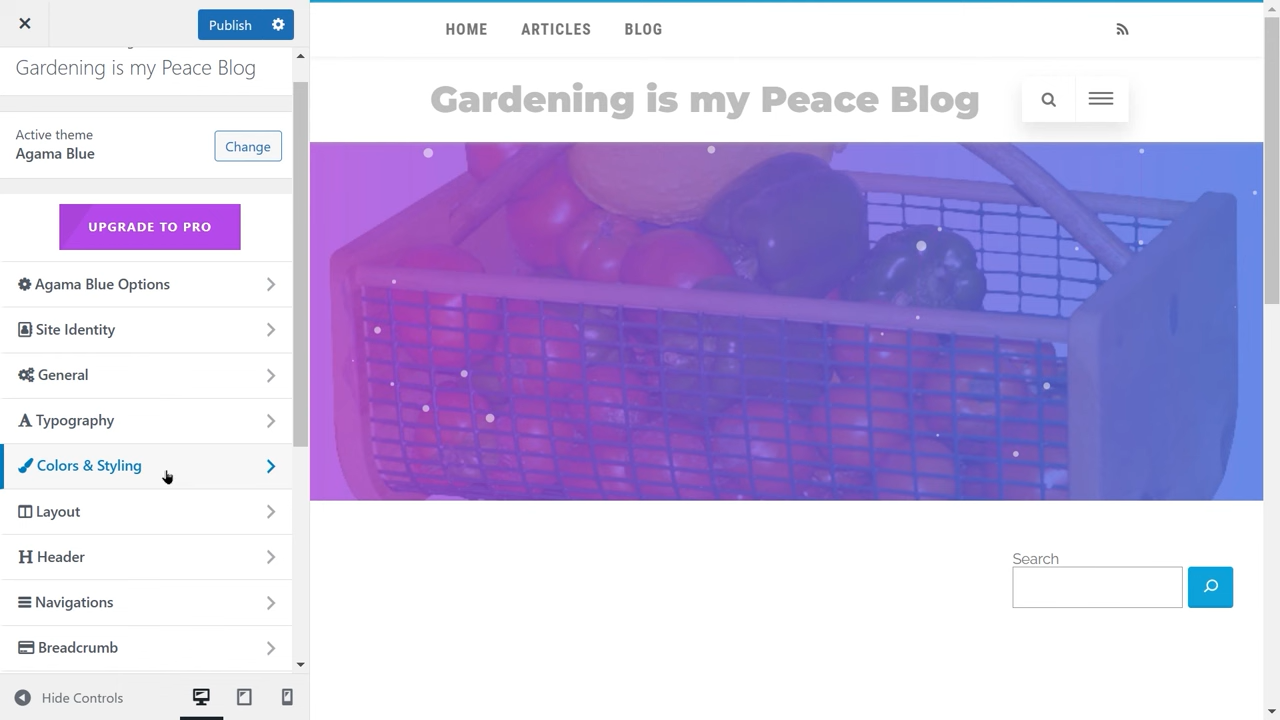 Publish
Gardening is my Peace Blog
Active theme
Agama Blue
Change
UPGRADE TO PRO
Agama Blue Options
Site Identity
General
Typography
Colors & Styling
Layout
Header
Navigations
Breadcrumb
Hide Controls
HOME ARTICLES BLOG
Gardening is my Peace Blog
Search